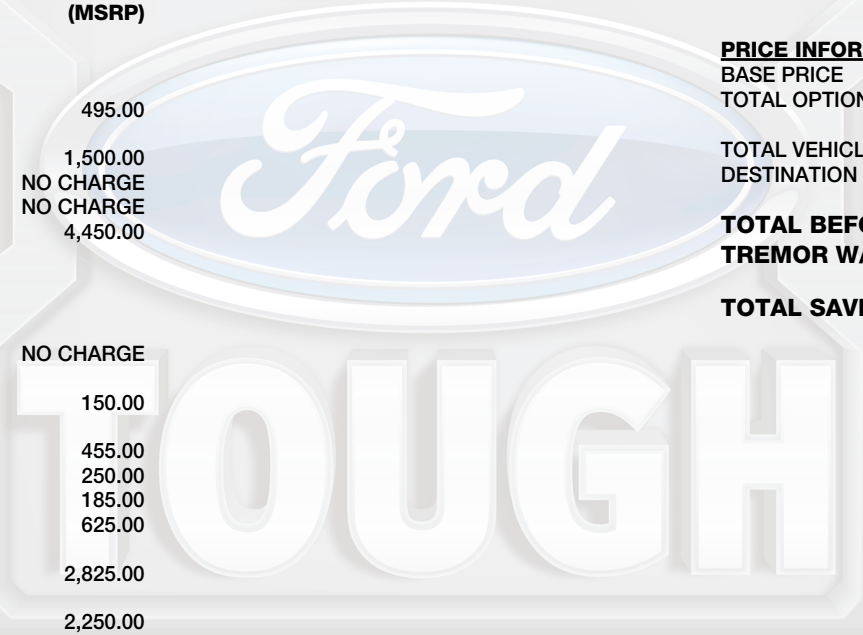 (MSRP)
495.00
1,500.00
NO CHARGE
NO CHARGE
4,450.00
NO CHARGE
150.00
455.00
250.00
185.00
625.00
2,825.00
2,250.00
PRICE INFOR
BASE PRICE
TOTAL OPTION
TOTAL VEHICL
DESTINATION
TOTAL BEFO
TREMOR WA
TOTAL SAVI
Ford
TOUGH